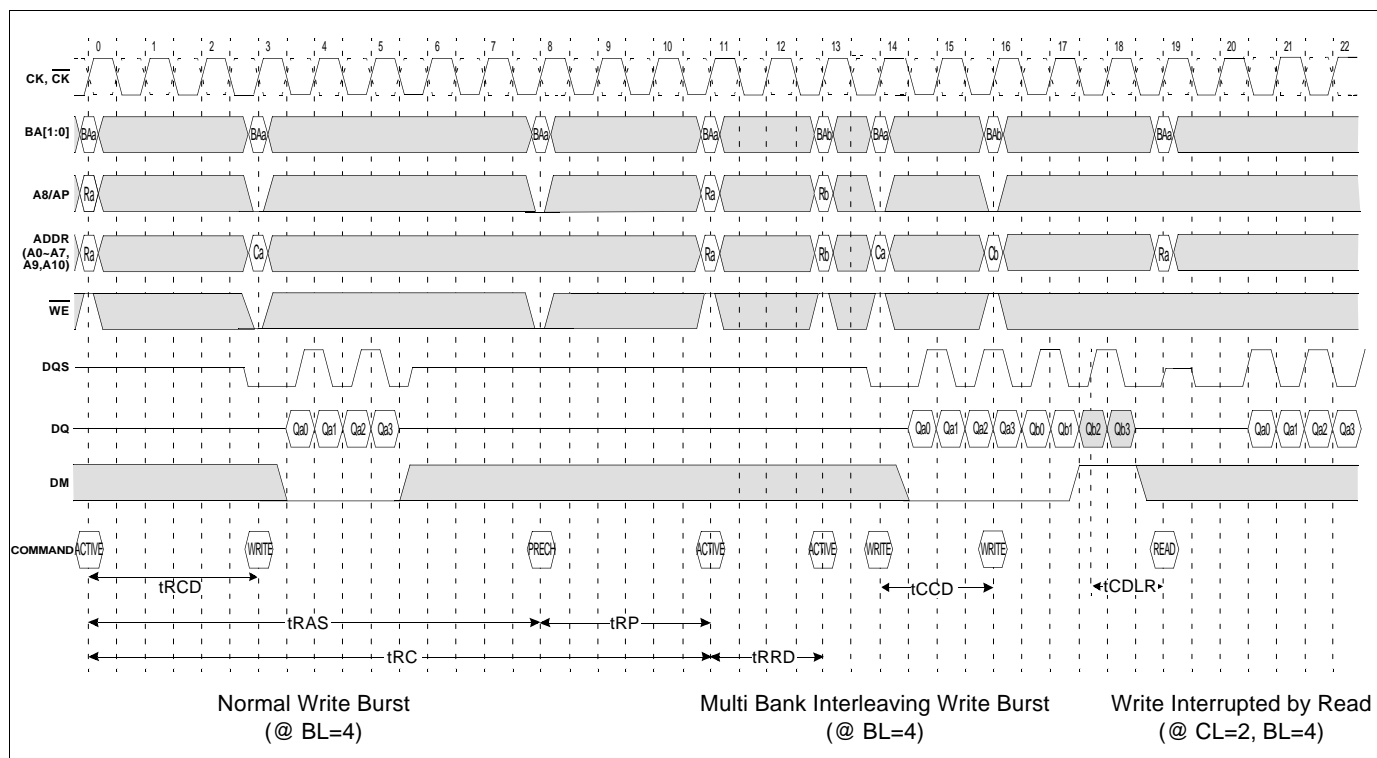 0 1 2 3 4 5 6 7 8 9 10 11 12 13 14 15 16 17 18 19 20 21 22
CK, CK
BA[1:0] BAa BAa BAa BAa BAb BAa BAb BAa
A8/AP Ra Ra Rb
ADDR
(A0~A7,
A9,A10)
Ra Ca Ra Rb Ca Cb Ra
WE
DQS
DQ Qa0 Qa1 Qa2 Qa3 Qa0 Qa1 Qa2 Qa3 Qb0 Qb1 Qb2 Qb3 Qa0 Qa1 Qa2 Qa3
DM
COMMAND ACTIVE WRITE PRECH ACTIVE ACTIVE WRITE WRITE READ
tRCD tCCD tCDLR
tRAS tRP
tRC tRRD
Normal Write Burst
(@ BL=4)
Multi Bank Interleaving Write Burst
(@ BL=4)
Write Interrupted by Read
(@ CL=2, BL=4)